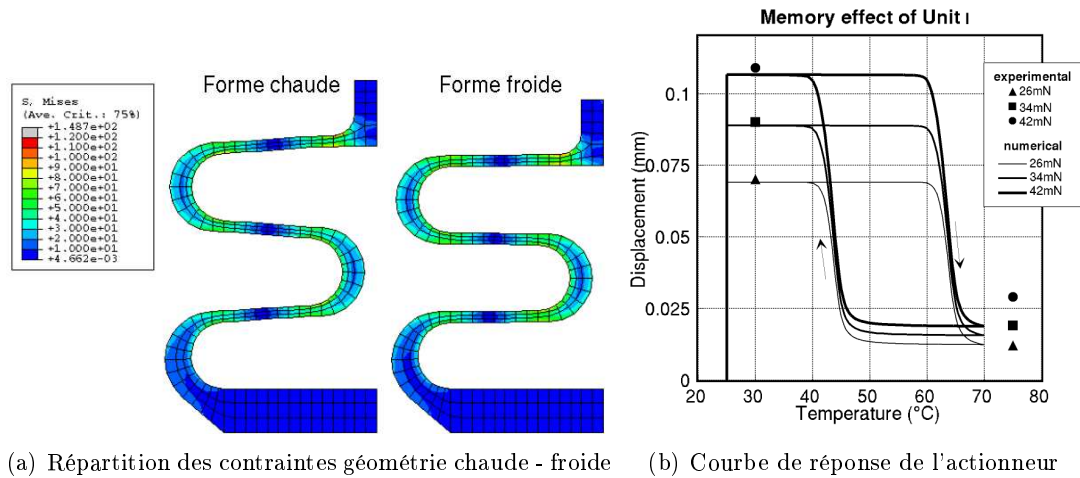 Memory effect of Unit I
Forme chaude
Forme froide
S, Mises
(Ave. Crit.: 75%)
+1.487e+02
+1.200e+02
+1.100e+02
+1.000e+02
+9.000e+01
+8.000e+01
+7.000e+01
+6.000e+01
+5.000e+01
+4.000e+01
+3.000e+01
+2.000e+01
+1.000e+01
+4.662e-03
Displacement (mm)
0.1
0.075
0.05
0.025
0
20
30
40
50
60
70
80
Temperature (°C)
experimental
26mN
34mN
42mN
numerical
26mN
34mN
42mN
(a) Répartition des contraintes géométrie chaude - froide
(b) Courbe de réponse de l'actionneur